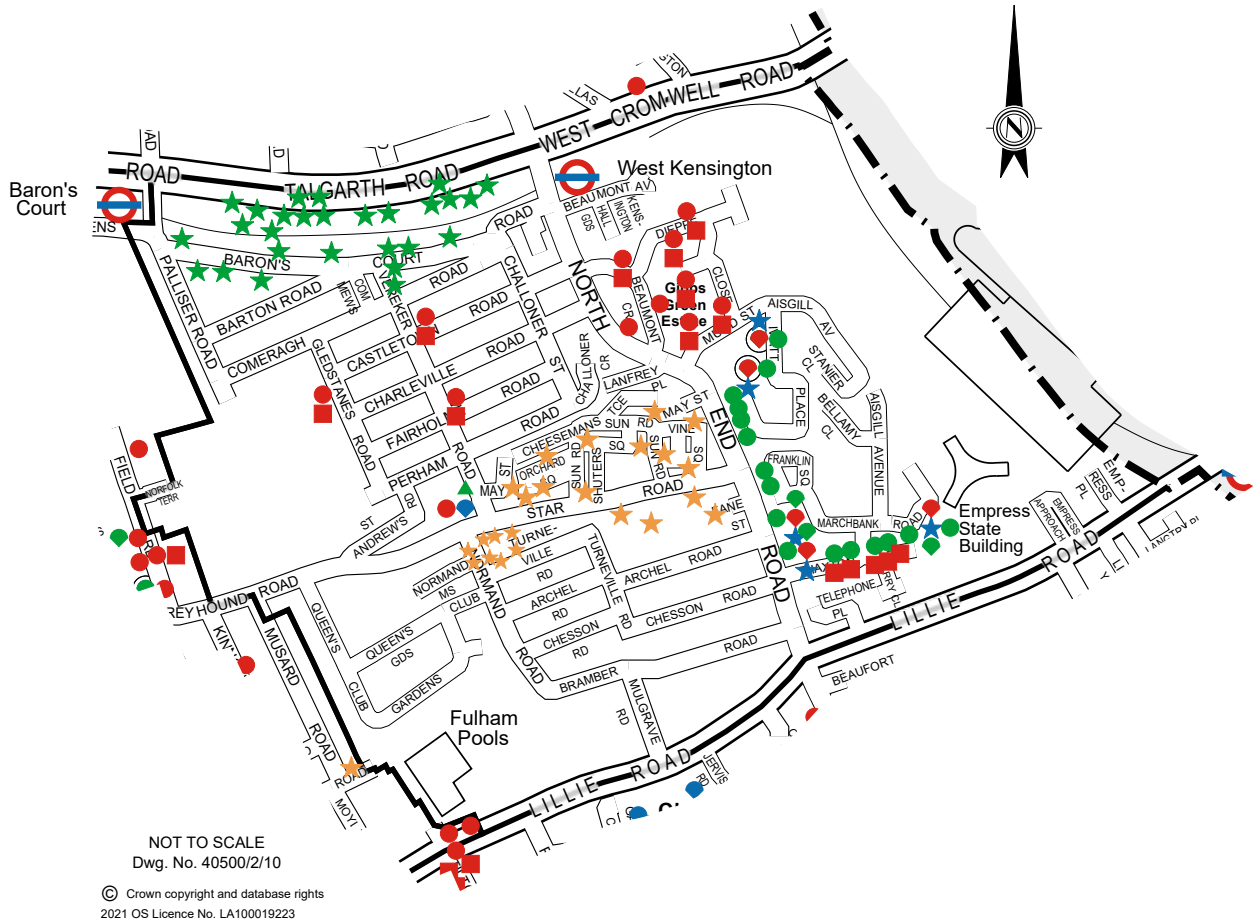 WEST CROMWELL ROAD
TALGARTH ROAD
ROAD
Baron's
Court
West Kensington
BEAUMONT AV
GDS
HALL
KENS-
INGTON
DIEPPE
CLOSE
Gibbs
Green
Estate
BEAUMONT
CR
MUND ST
AISGILL
AV
STANIER
CL
BELLAMY
CL
PLACE
AISGILL
AVENUE
FRANKLIN
SQ
MARCHBANK
ROAD
Empress
State
Building
TELEPHONE
PL
EMP-
RESS
PL
EMPRESS
APPROACH
LILLIE ROAD
BEAUFORT
NORTH
END
ROAD
BARON'S
COURT
ROAD
PALLISER ROAD
BARTON ROAD
COM
MEWS
COMERAGH
ROAD
VEREKER
CASTLETON
ROAD
GLEDSTANES
ROAD
CHARLEVILLE
ROAD
FAIRHOLME
ROAD
PERHAM
ROAD
CHALLONER
ST
CHALLONER
CR
LANFREY
PL
CHEESEMANS
TCE
MAY ST
VINE
SQ
SUN
RD
SQ
SUN RD
SUN RD
ORCHARD
SQ
MAY
ST
STAR
ROAD
ST
ANDREW'S
RD
NORMAND
MS
NORMAND
ROAD
TURNE-
VILLE
RD
TURNEVILLE
RD
ARCHEL
ROAD
ARCHEL
RD
CHESSON
ROAD
CHESSON
RD
BRAMBER
ROAD
MULGRAVE
RD
QUEEN'S
CLUB
GARDENS
QUEEN'S
CLUB
GDS
GREYHOUND ROAD
MUSARD
ROAD
FIELD
NORFOLK
TERR
Fulham
Pools
LILLIE ROAD
JERVIS
RD
NOT TO SCALE
Dwg. No. 40500/2/10
© Crown copyright and database rights
2021 OS Licence No. LA100019223
N